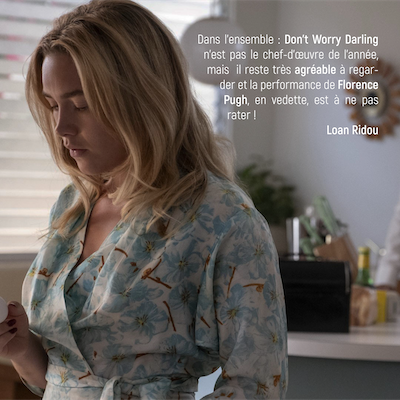 Dans l'ensemble : Don't Worry Darling
n'est pas le chef-d'œuvre de l'année,
mais il reste très agréable à regar-
der et la performance de Florence
Pugh, en vedette, est à ne pas
rater !
Loan Ridou